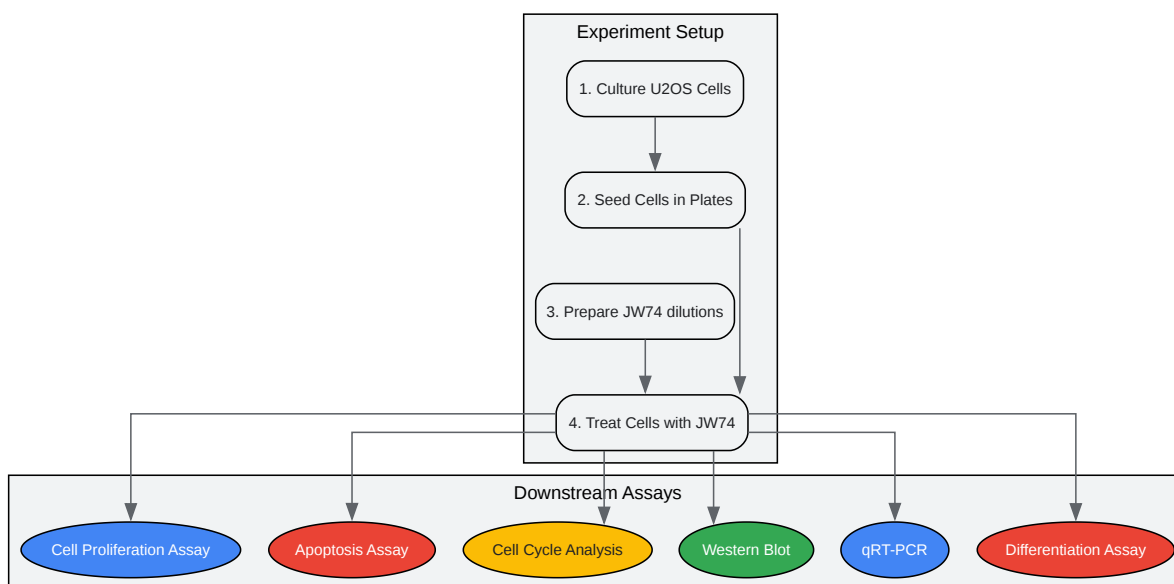 Experiment Setup
1. Culture U2OS Cells
2. Seed Cells in Plates
3. Prepare JW74 dilutions
4. Treat Cells with JW74
Downstream Assays
Cell Proliferation Assay
Apoptosis Assay
Cell Cycle Analysis
Western Blot
qRT-PCR
Differentiation Assay